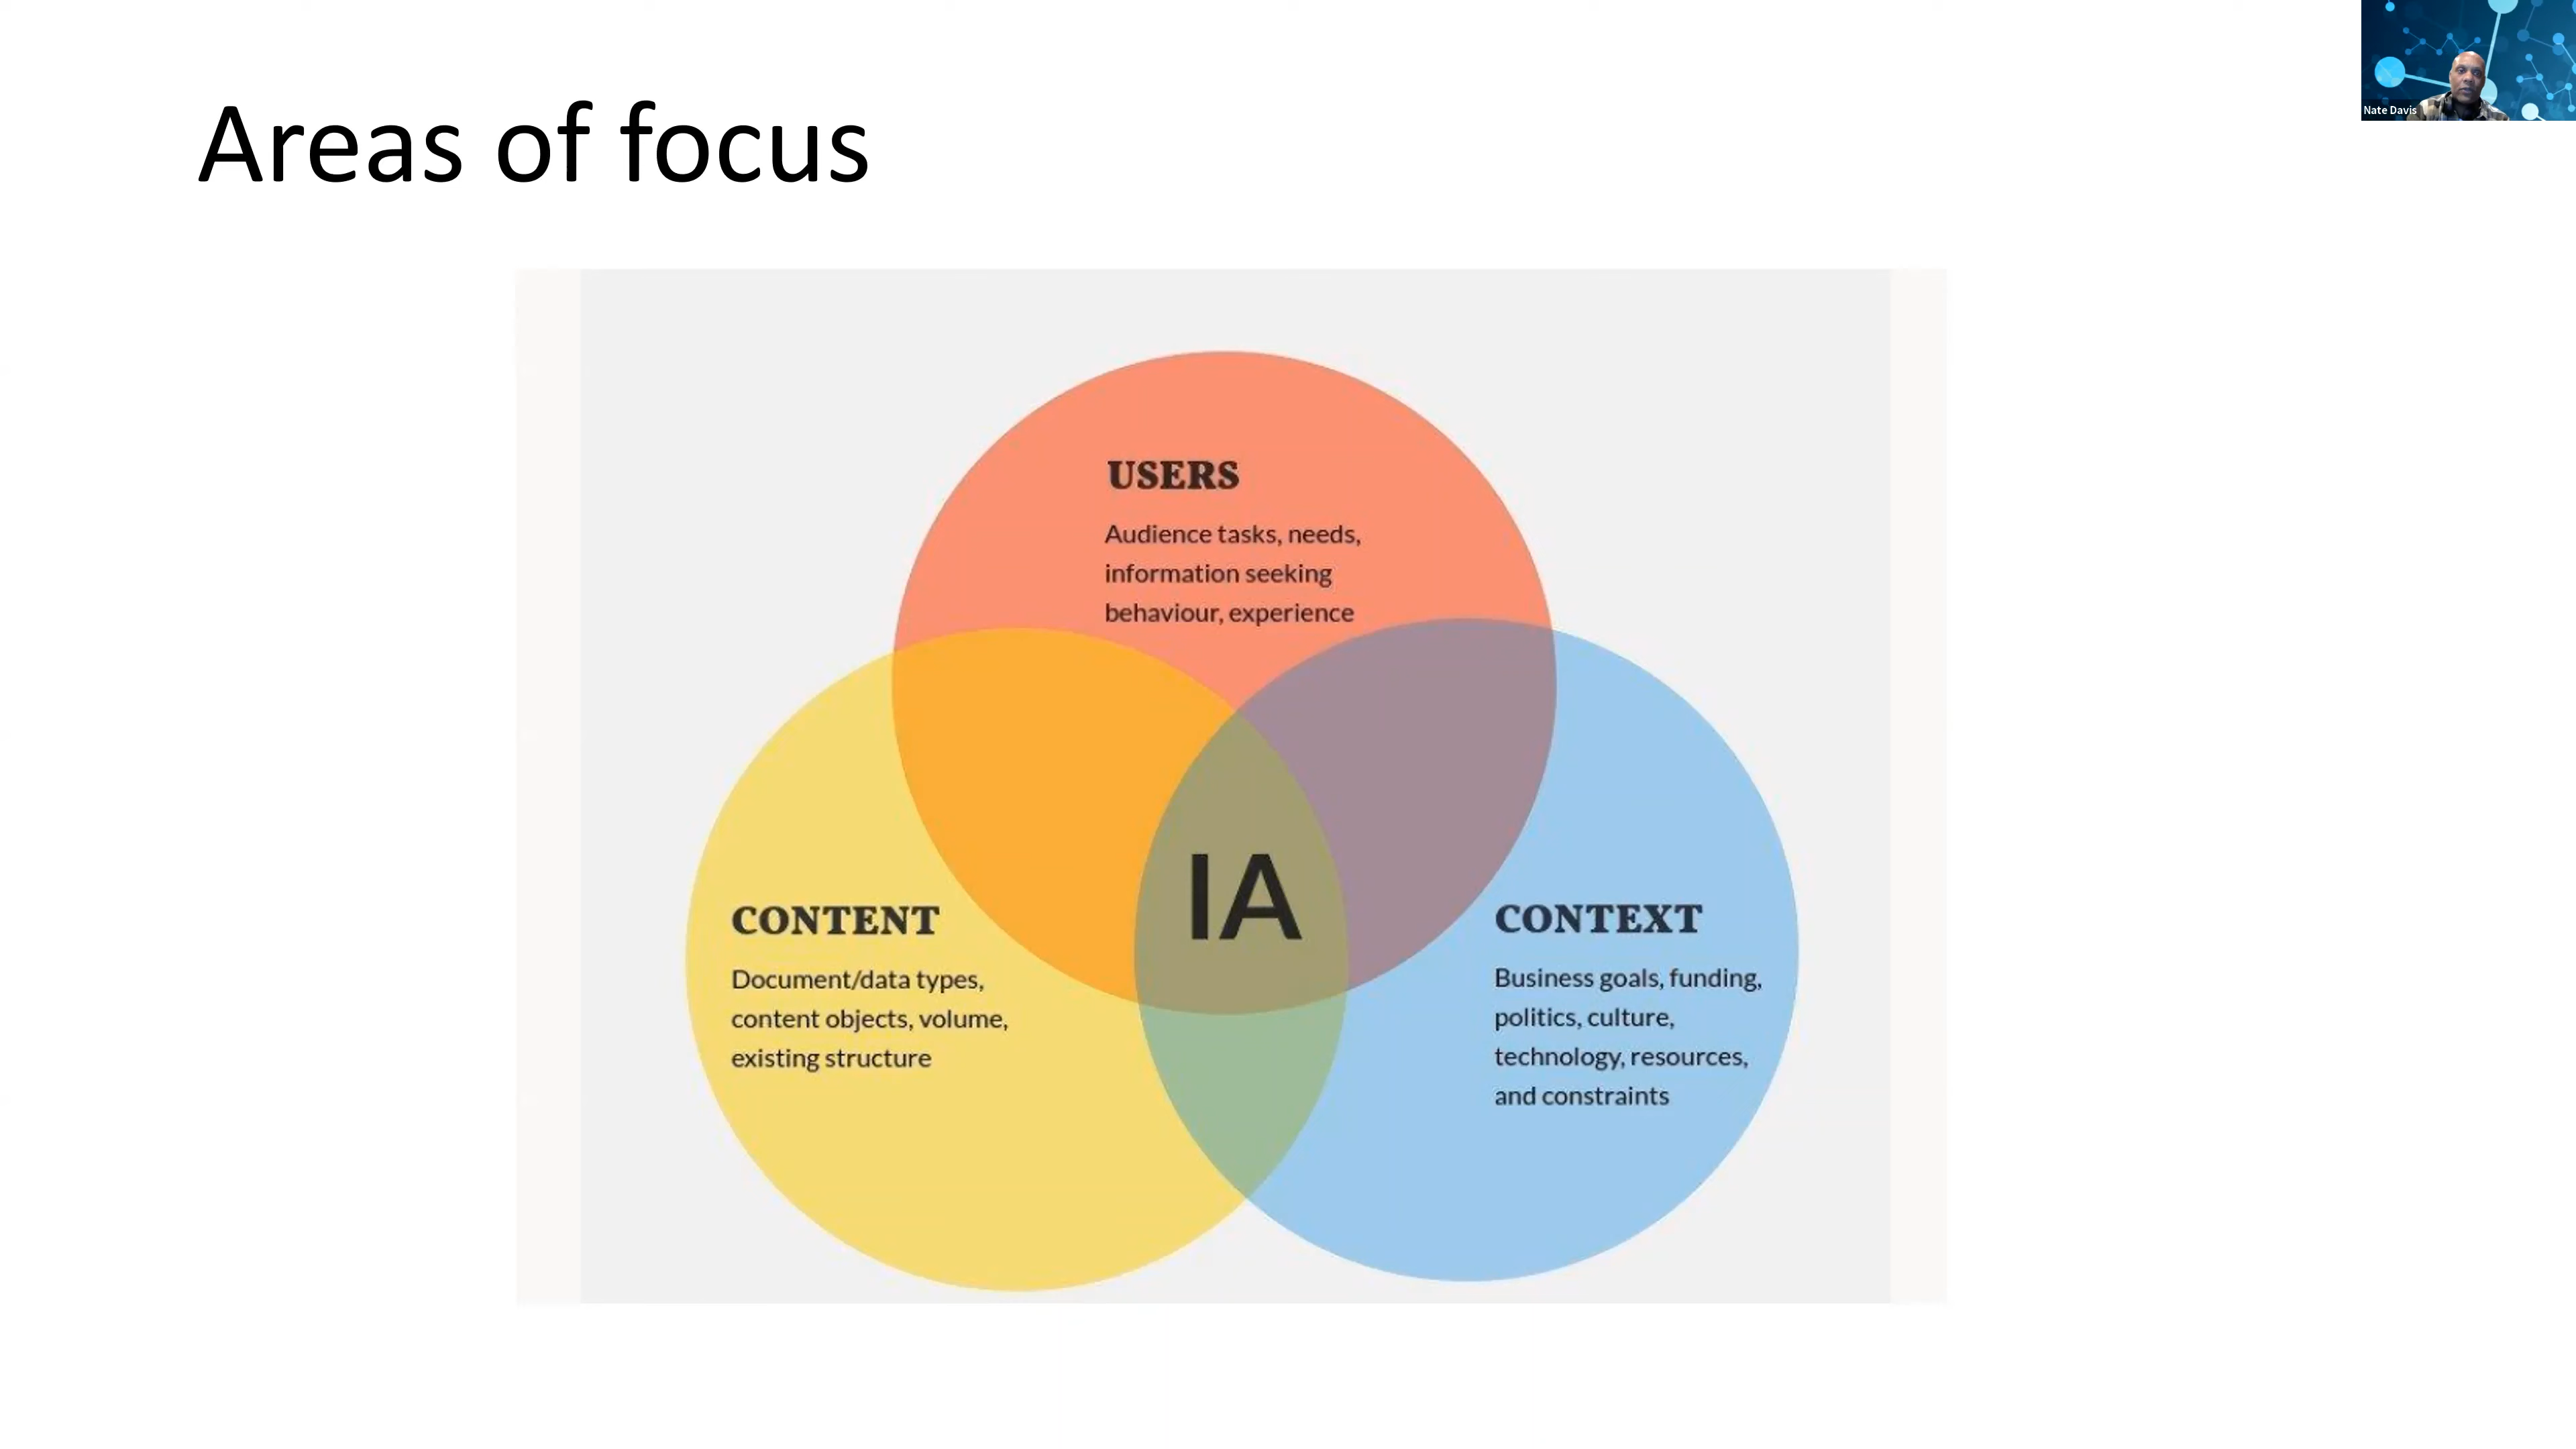 Areas of focus
Nate Davis
USERS
Audience tasks, needs,
information seeking
behaviour, experience
IA
CONTENT
Document/data types,
content objects, volume,
existing structure
CONTEXT
Business goals, funding,
politics, culture,
technology, resources,
and constraints